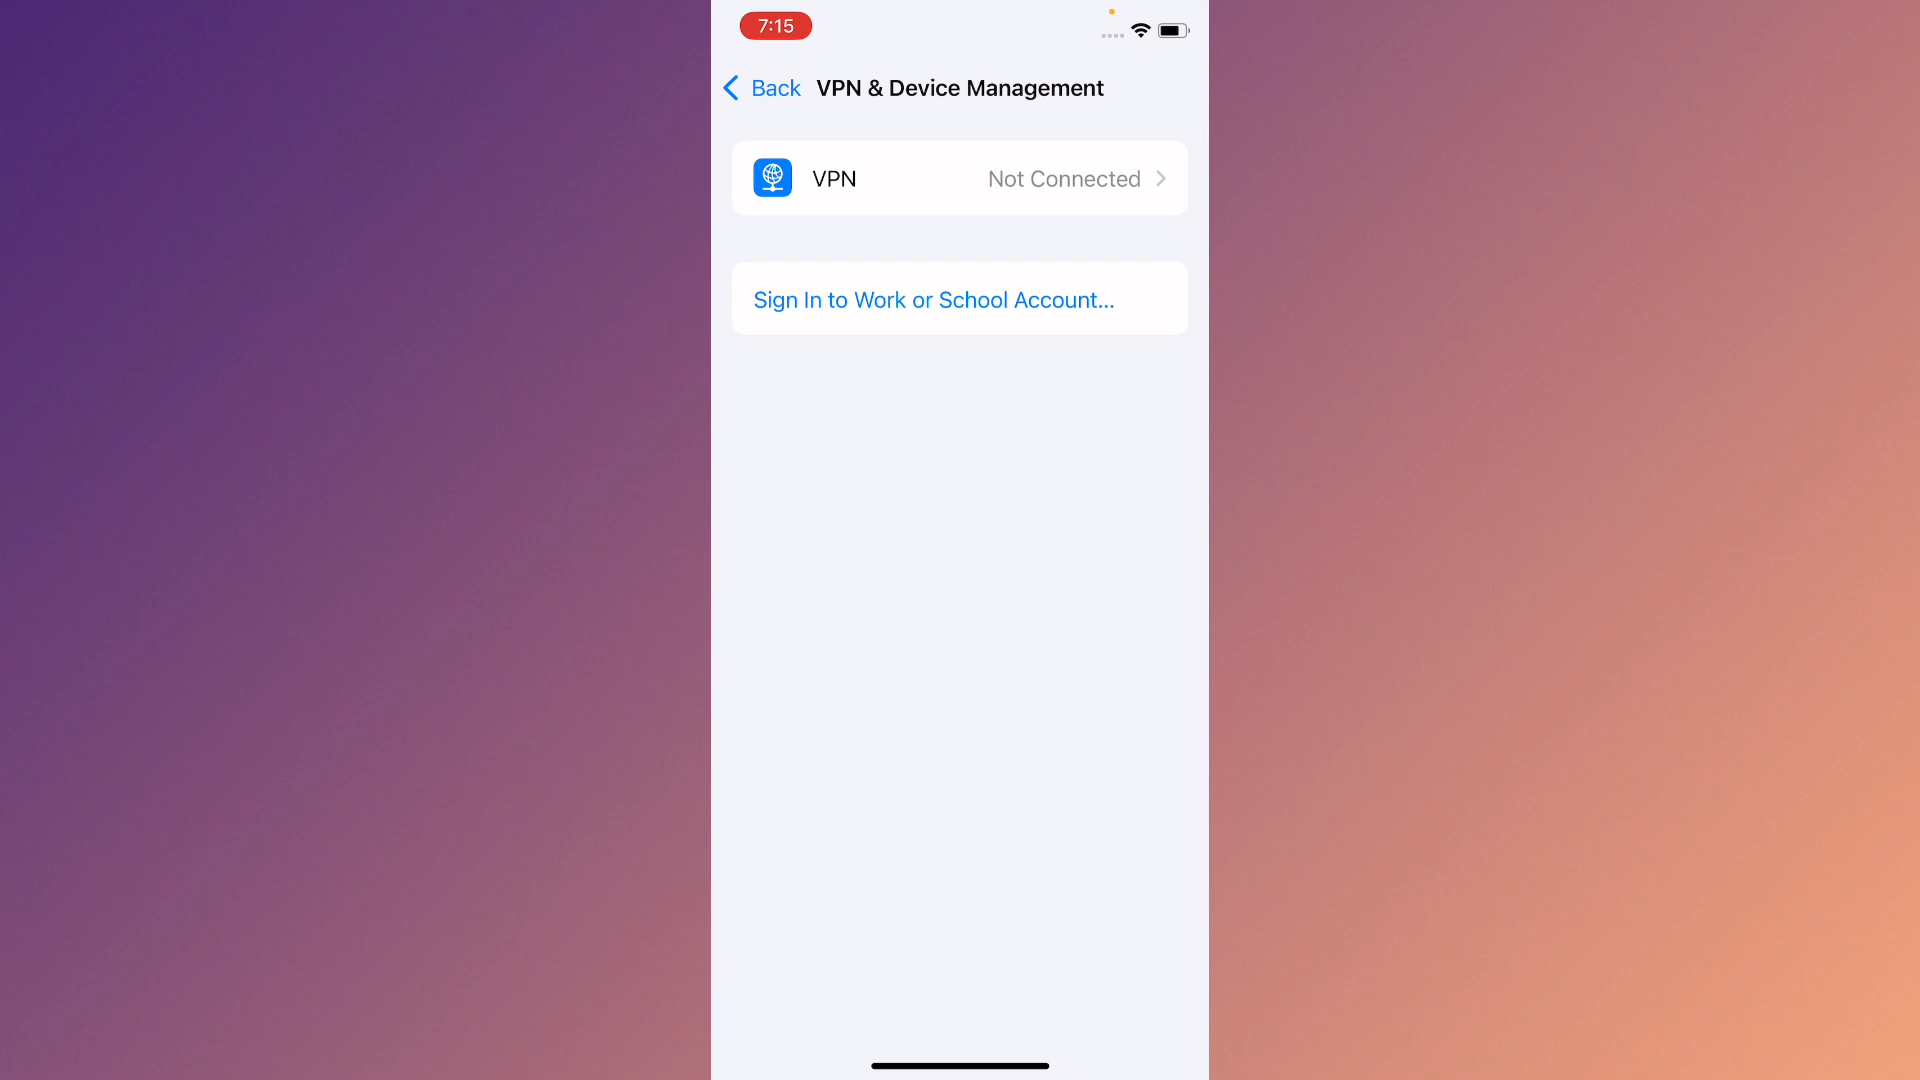 7:15
Back VPN & Device Management
VPN Not Connected
Sign In to Work or School Account...